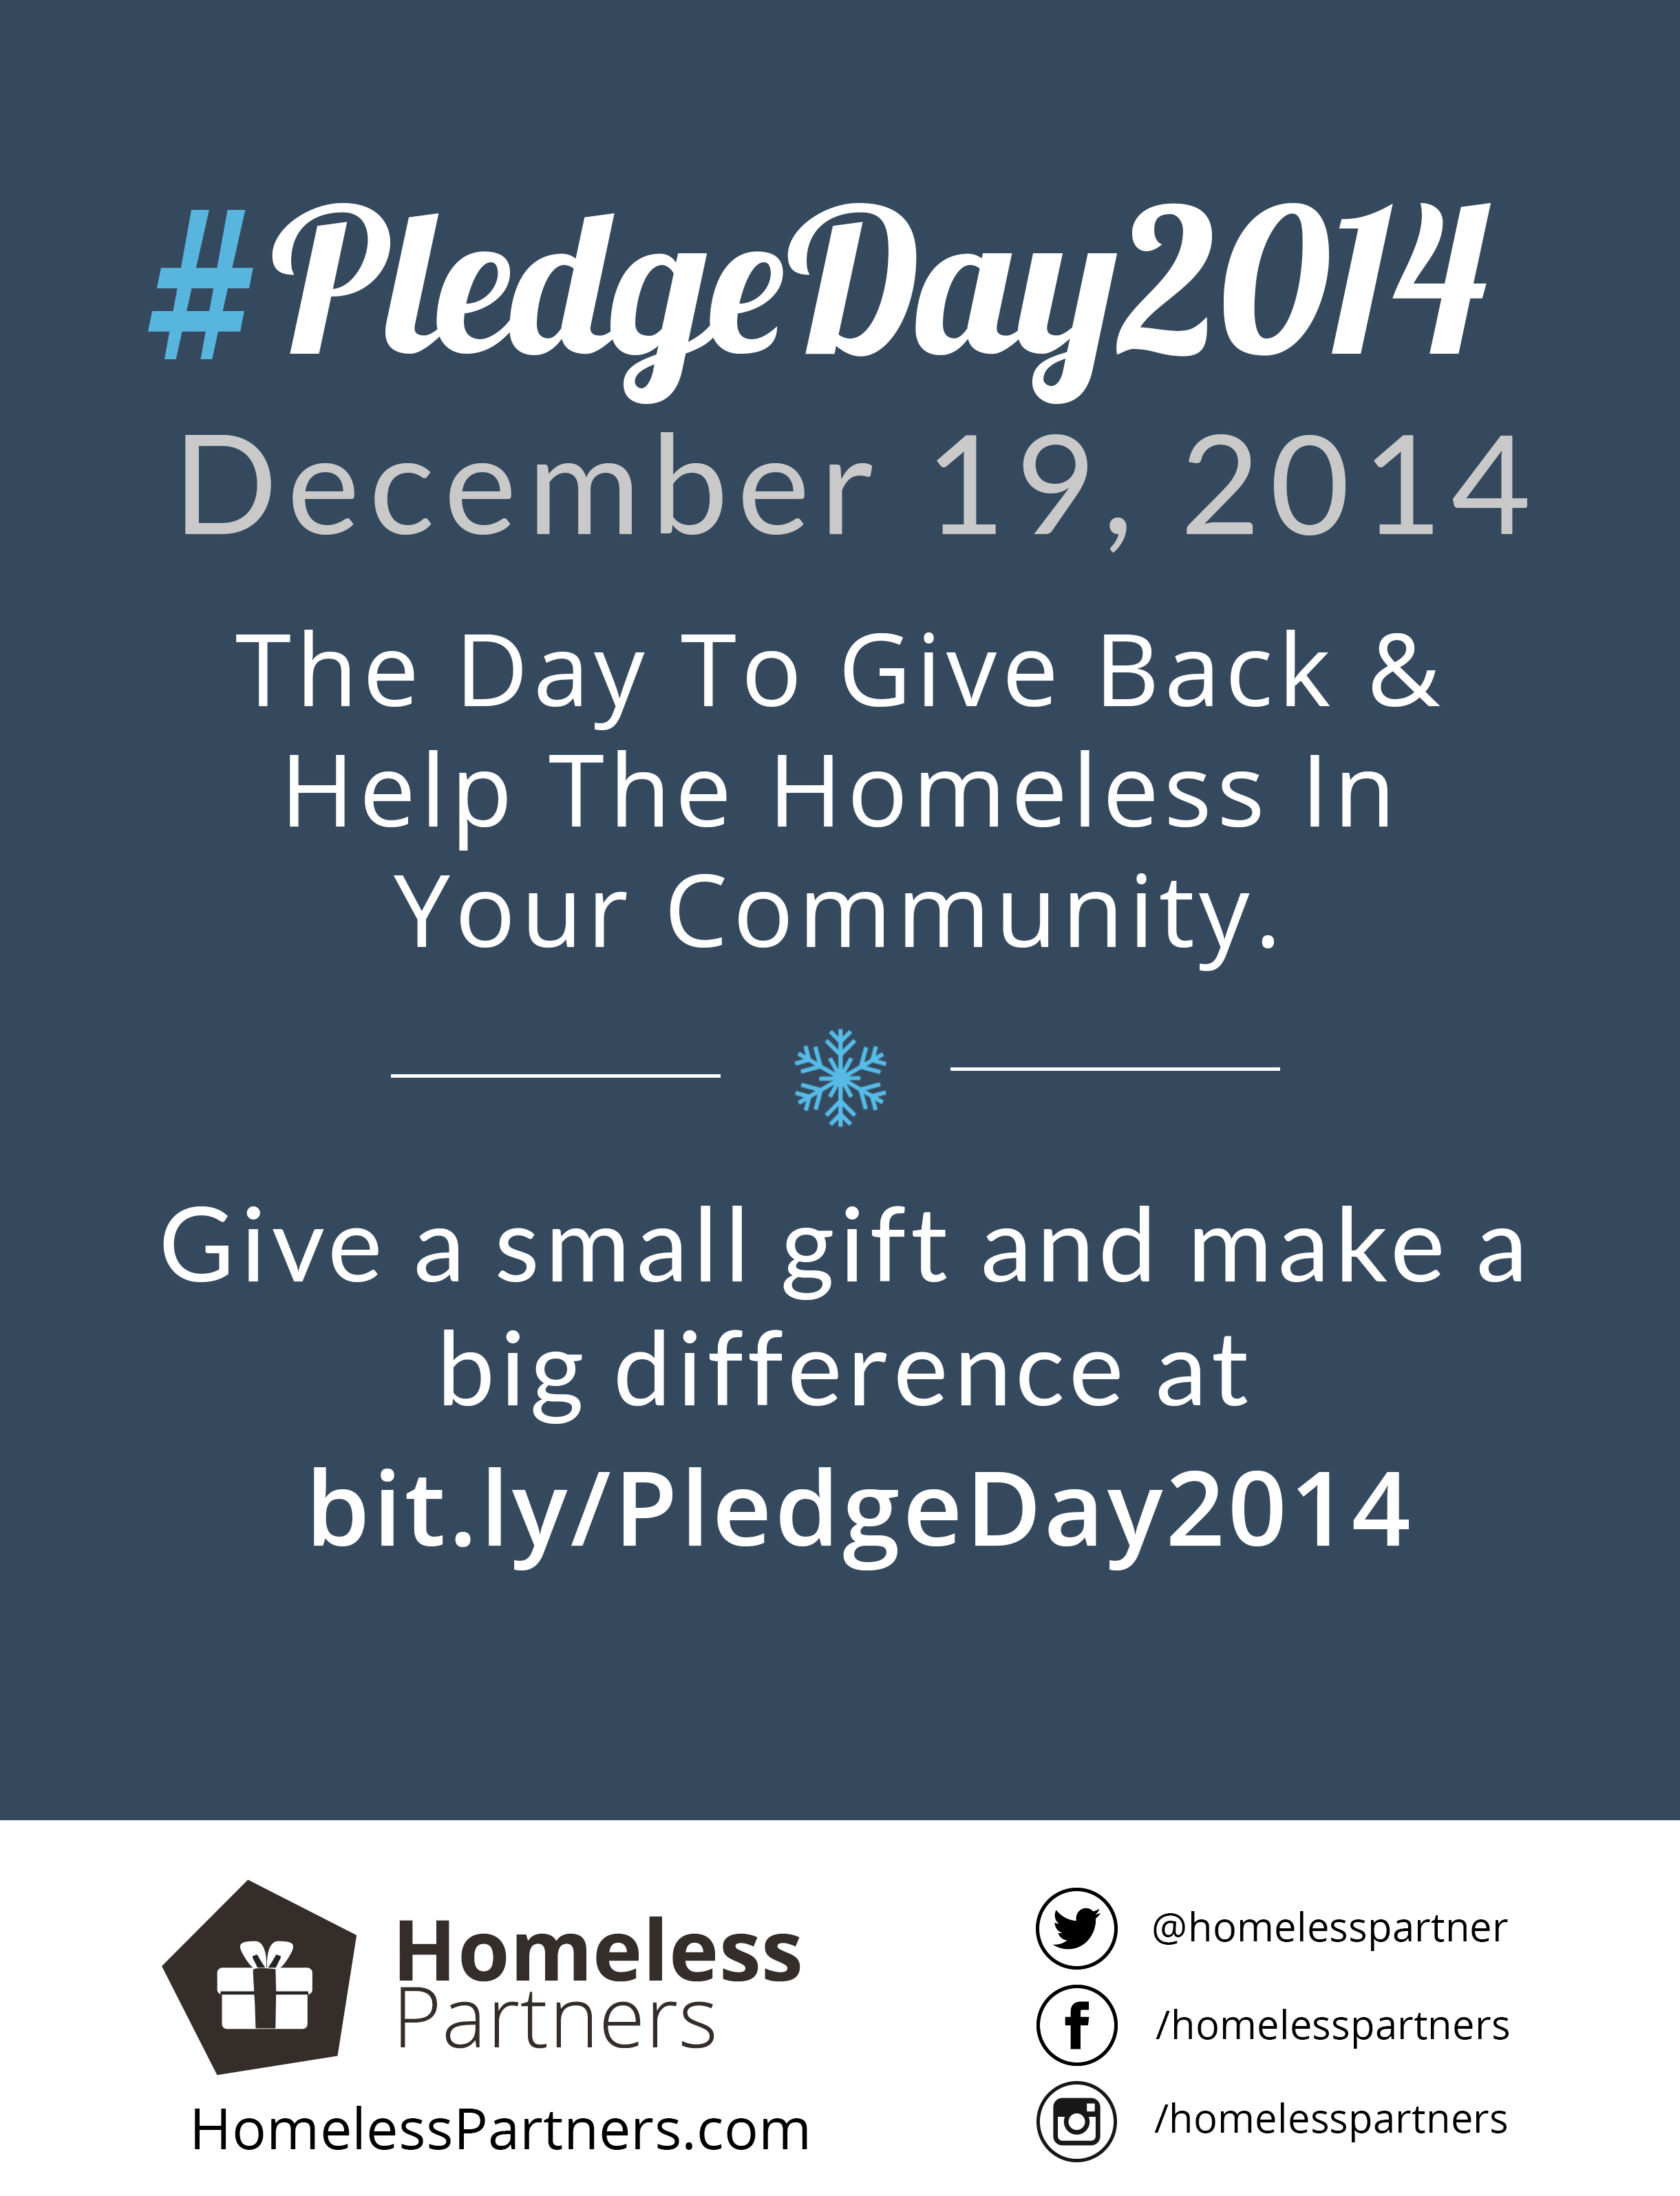 #PledgeDay2014
December 19, 2014
The Day To Give Back &
Help The Homeless In
Your Community.
Give a small gift and make a
big difference at
bit.ly/PledgeDay2014
Homeless
Partners
HomelessPartners.com
@homelesspartner
/homelesspartners
/homelesspartners